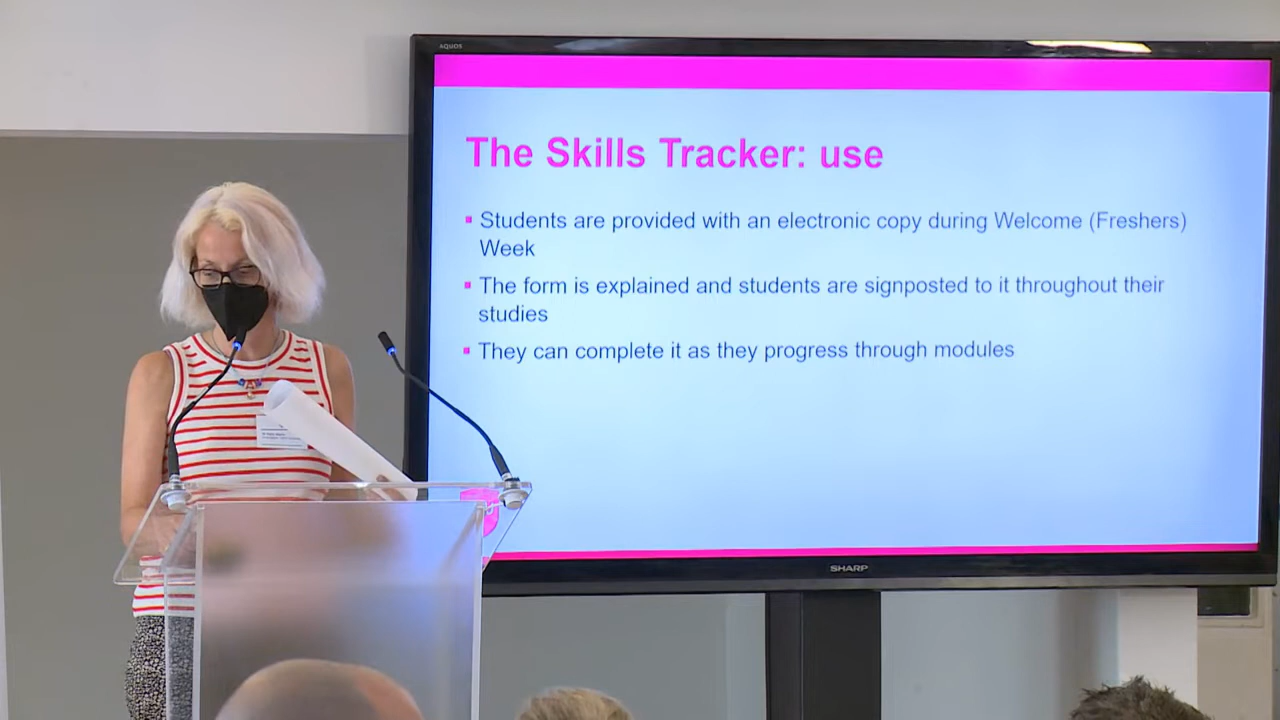 AQUOS
The Skills Tracker: use
Students are provided with an electronic copy during Welcome (Freshers)
Week
The form is explained and students are signposted to it throughout their
studies
They can complete it as they progress through modules
SHARP